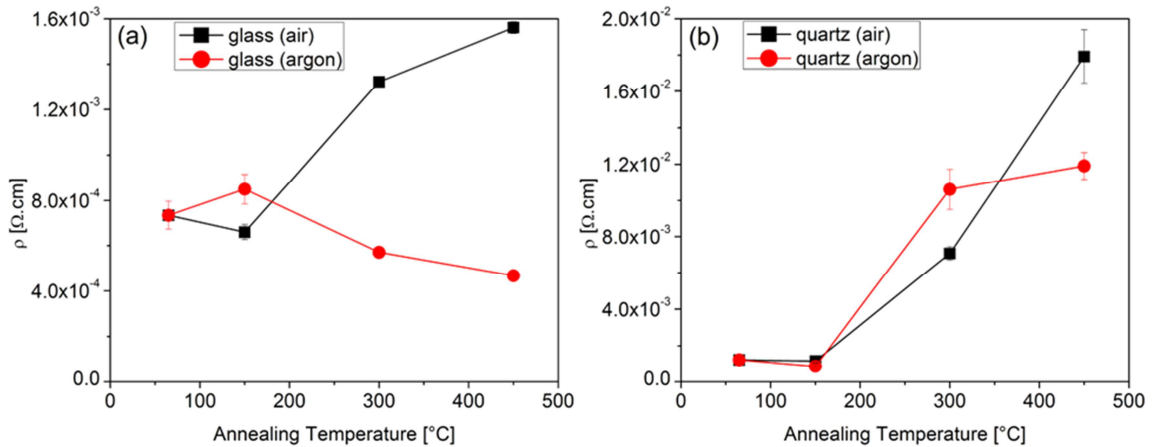 (a)
glass (air)
glass (argon)
1.6x10⁻³
1.2x10⁻³
8.0x10⁻⁴
4.0x10⁻⁴
0.0
ρ [Ω.cm]
0 100 200 300 400 500
Annealing Temperature [°C]
(b)
quartz (air)
quartz (argon)
2.0x10⁻²
1.6x10⁻²
1.2x10⁻²
8.0x10⁻³
4.0x10⁻³
0.0
ρ [Ω.cm]
0 100 200 300 400 500
Annealing Temperature [°C]